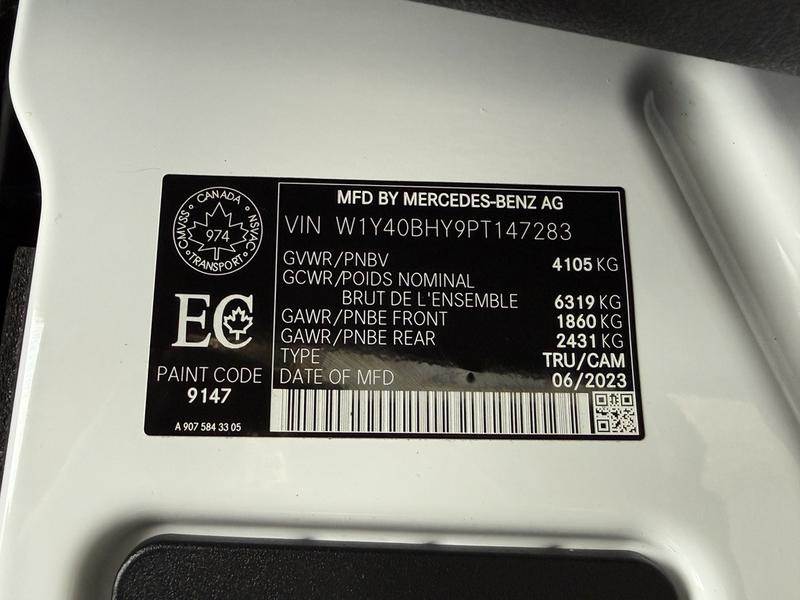 CANADA
CMVSS
NSVAC
974
TRANSPORT
EC
PAINT CODE
9147
A 907 584 33 05
MFD BY MERCEDES-BENZ AG
VIN W1Y40BHY9PT147283
GVWR/PNBV 4105 KG
GCWR/POIDS NOMINAL
BRUT DE L'ENSEMBLE 6319 KG
GAWR/PNBE FRONT 1860 KG
GAWR/PNBE REAR 2431 KG
TYPE TRU/CAM
DATE OF MFD 06/2023